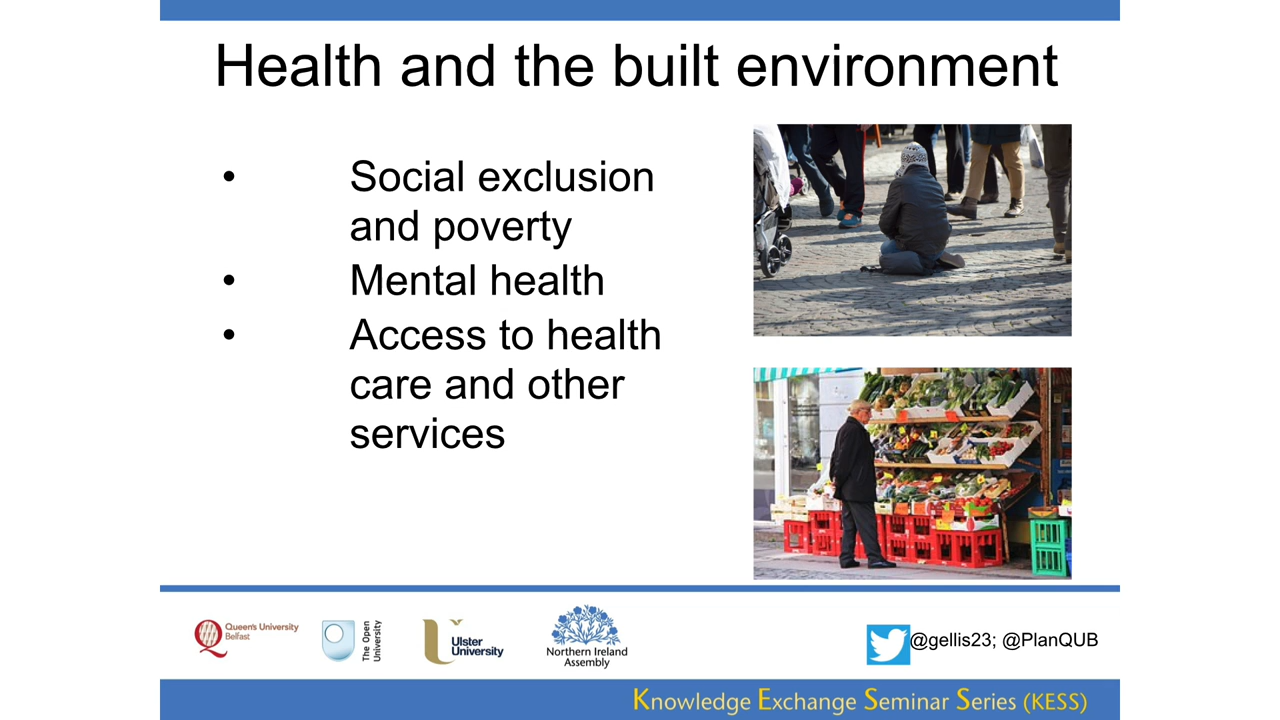 Health and the built environment
• Social exclusion
and poverty
• Mental health
• Access to health
care and other
services
Queen's University
Belfast
The Open
University
Ulster
University
Northern Ireland
Assembly
@gellis23; @PlanQUB
Knowledge Exchange Seminar Series (KESS)